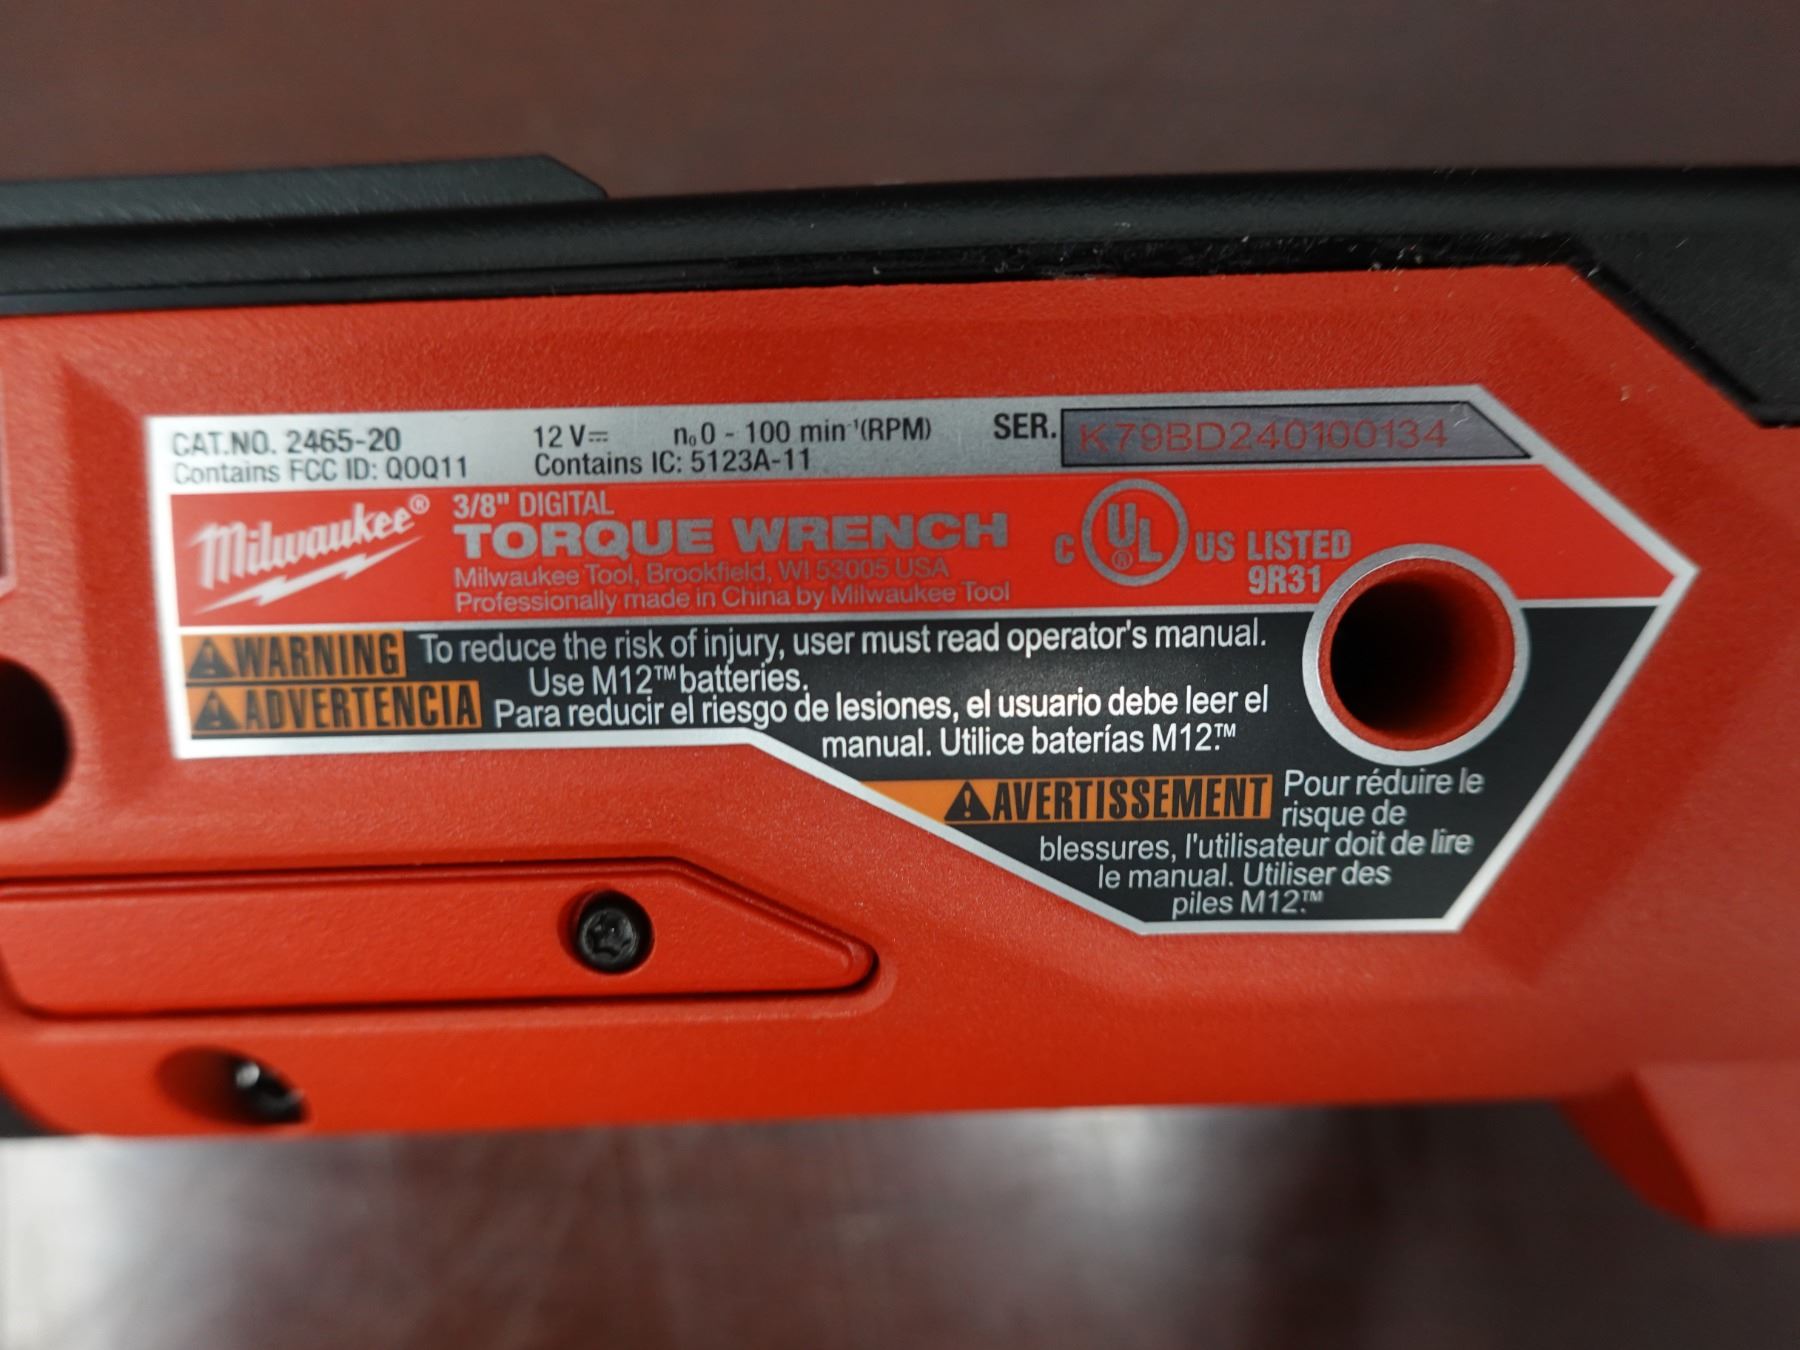 CAT.NO. 2465-20 12 V⎓ n₀ 0 - 100 min⁻¹(RPM) SER. K79BD240100134
Contains FCC ID: QOQ11 Contains IC: 5123A-11
Milwaukee® 3/8" DIGITAL
TORQUE WRENCH
Milwaukee Tool, Brookfield, WI 53005 USA
Professionally made in China by Milwaukee Tool
C UL® US LISTED
9R31
WARNING To reduce the risk of injury, user must read operator's manual.
Use M12™ batteries.
ADVERTENCIA Para reducir el riesgo de lesiones, el usuario debe leer el
manual. Utilice baterías M12.™
AVERTISSEMENT Pour réduire le
risque de
blessures, l'utilisateur doit de lire
le manual. Utiliser des
piles M12.™